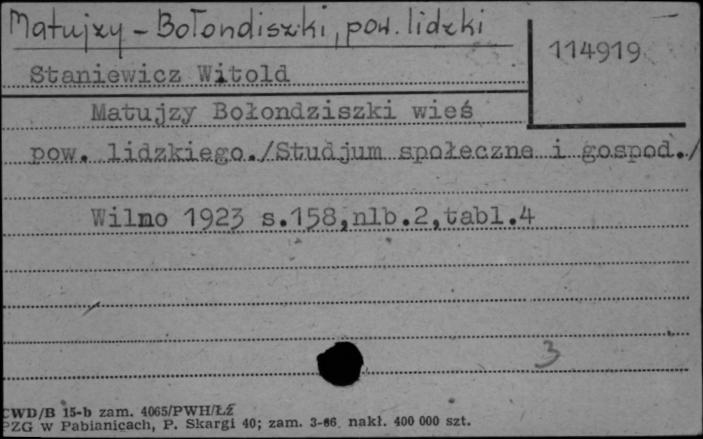 Matujzy - Bołondiszki, pow. lidzki
114919
Staniewicz Witold
Matujzy Bołondziszki wieś
pow. lidzkiego./Studjum społeczne i gospod./
Wilno 1923 s.158,nlb.2,tabl.4
3
CWD/B 15-b zam. 4065/PWH/ŁŹ
PZG w Pabianicach, P. Skargi 40; zam. 3-66 nakł. 400 000 szt.